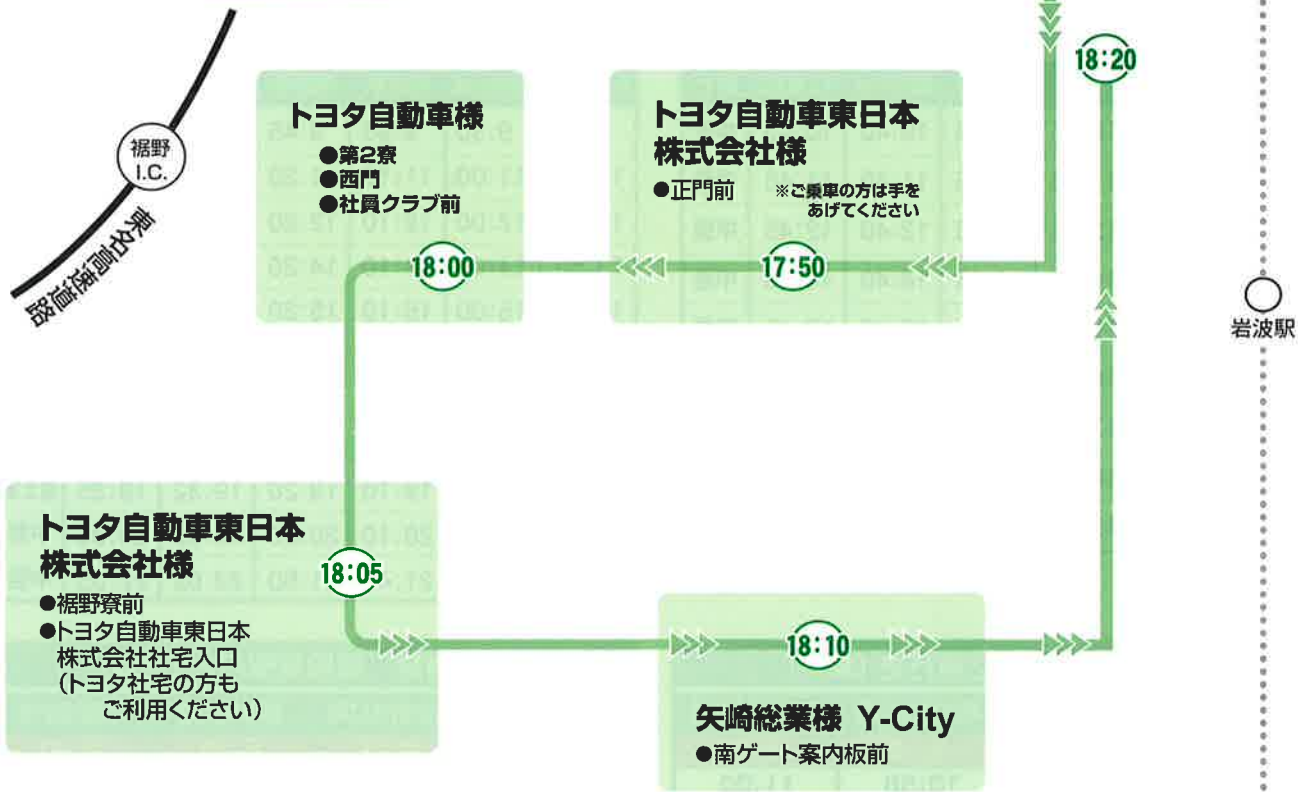 18:20
裾野
I.C.
東名高速道路
トヨタ自動車様
●第2寮
●西門
●社員クラブ前
18:00
トヨタ自動車東日本
株式会社様
●正門前
※ご乗車の方は手を
あげてください
17:50
岩波駅
トヨタ自動車東日本
株式会社様
●裾野寮前
●トヨタ自動車東日本
株式会社社宅入口
(トヨタ社宅の方も
ご利用ください)
18:05
18:10
矢崎総業様 Y-City
●南ゲート案内板前